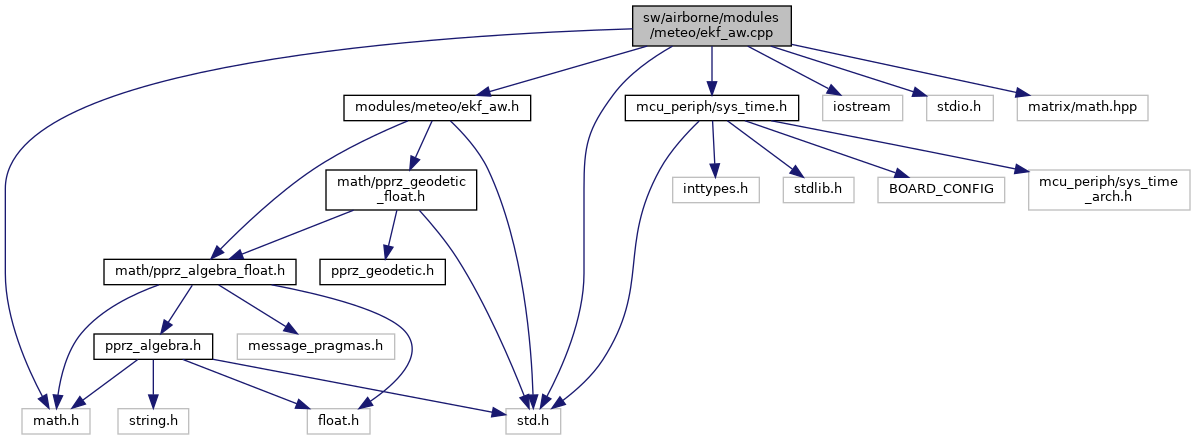 sw/airborne/modules
/meteo/ekf_aw.cpp
modules/meteo/ekf_aw.h
mcu_periph/sys_time.h
iostream
stdio.h
matrix/math.hpp
math/pprz_geodetic
_float.h
inttypes.h
stdlib.h
BOARD_CONFIG
mcu_periph/sys_time
_arch.h
math/pprz_algebra_float.h
pprz_geodetic.h
pprz_algebra.h
message_pragmas.h
math.h
string.h
float.h
std.h